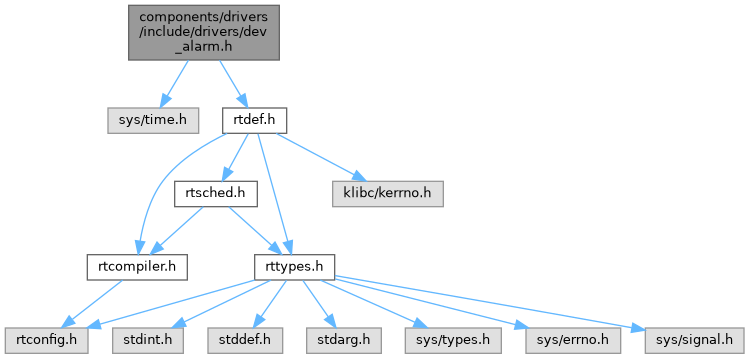 components/drivers
/include/drivers/dev
_alarm.h
sys/time.h
rtdef.h
rtsched.h
klibc/kerrno.h
rtcompiler.h
rttypes.h
rtconfig.h
stdint.h
stddef.h
stdarg.h
sys/types.h
sys/errno.h
sys/signal.h